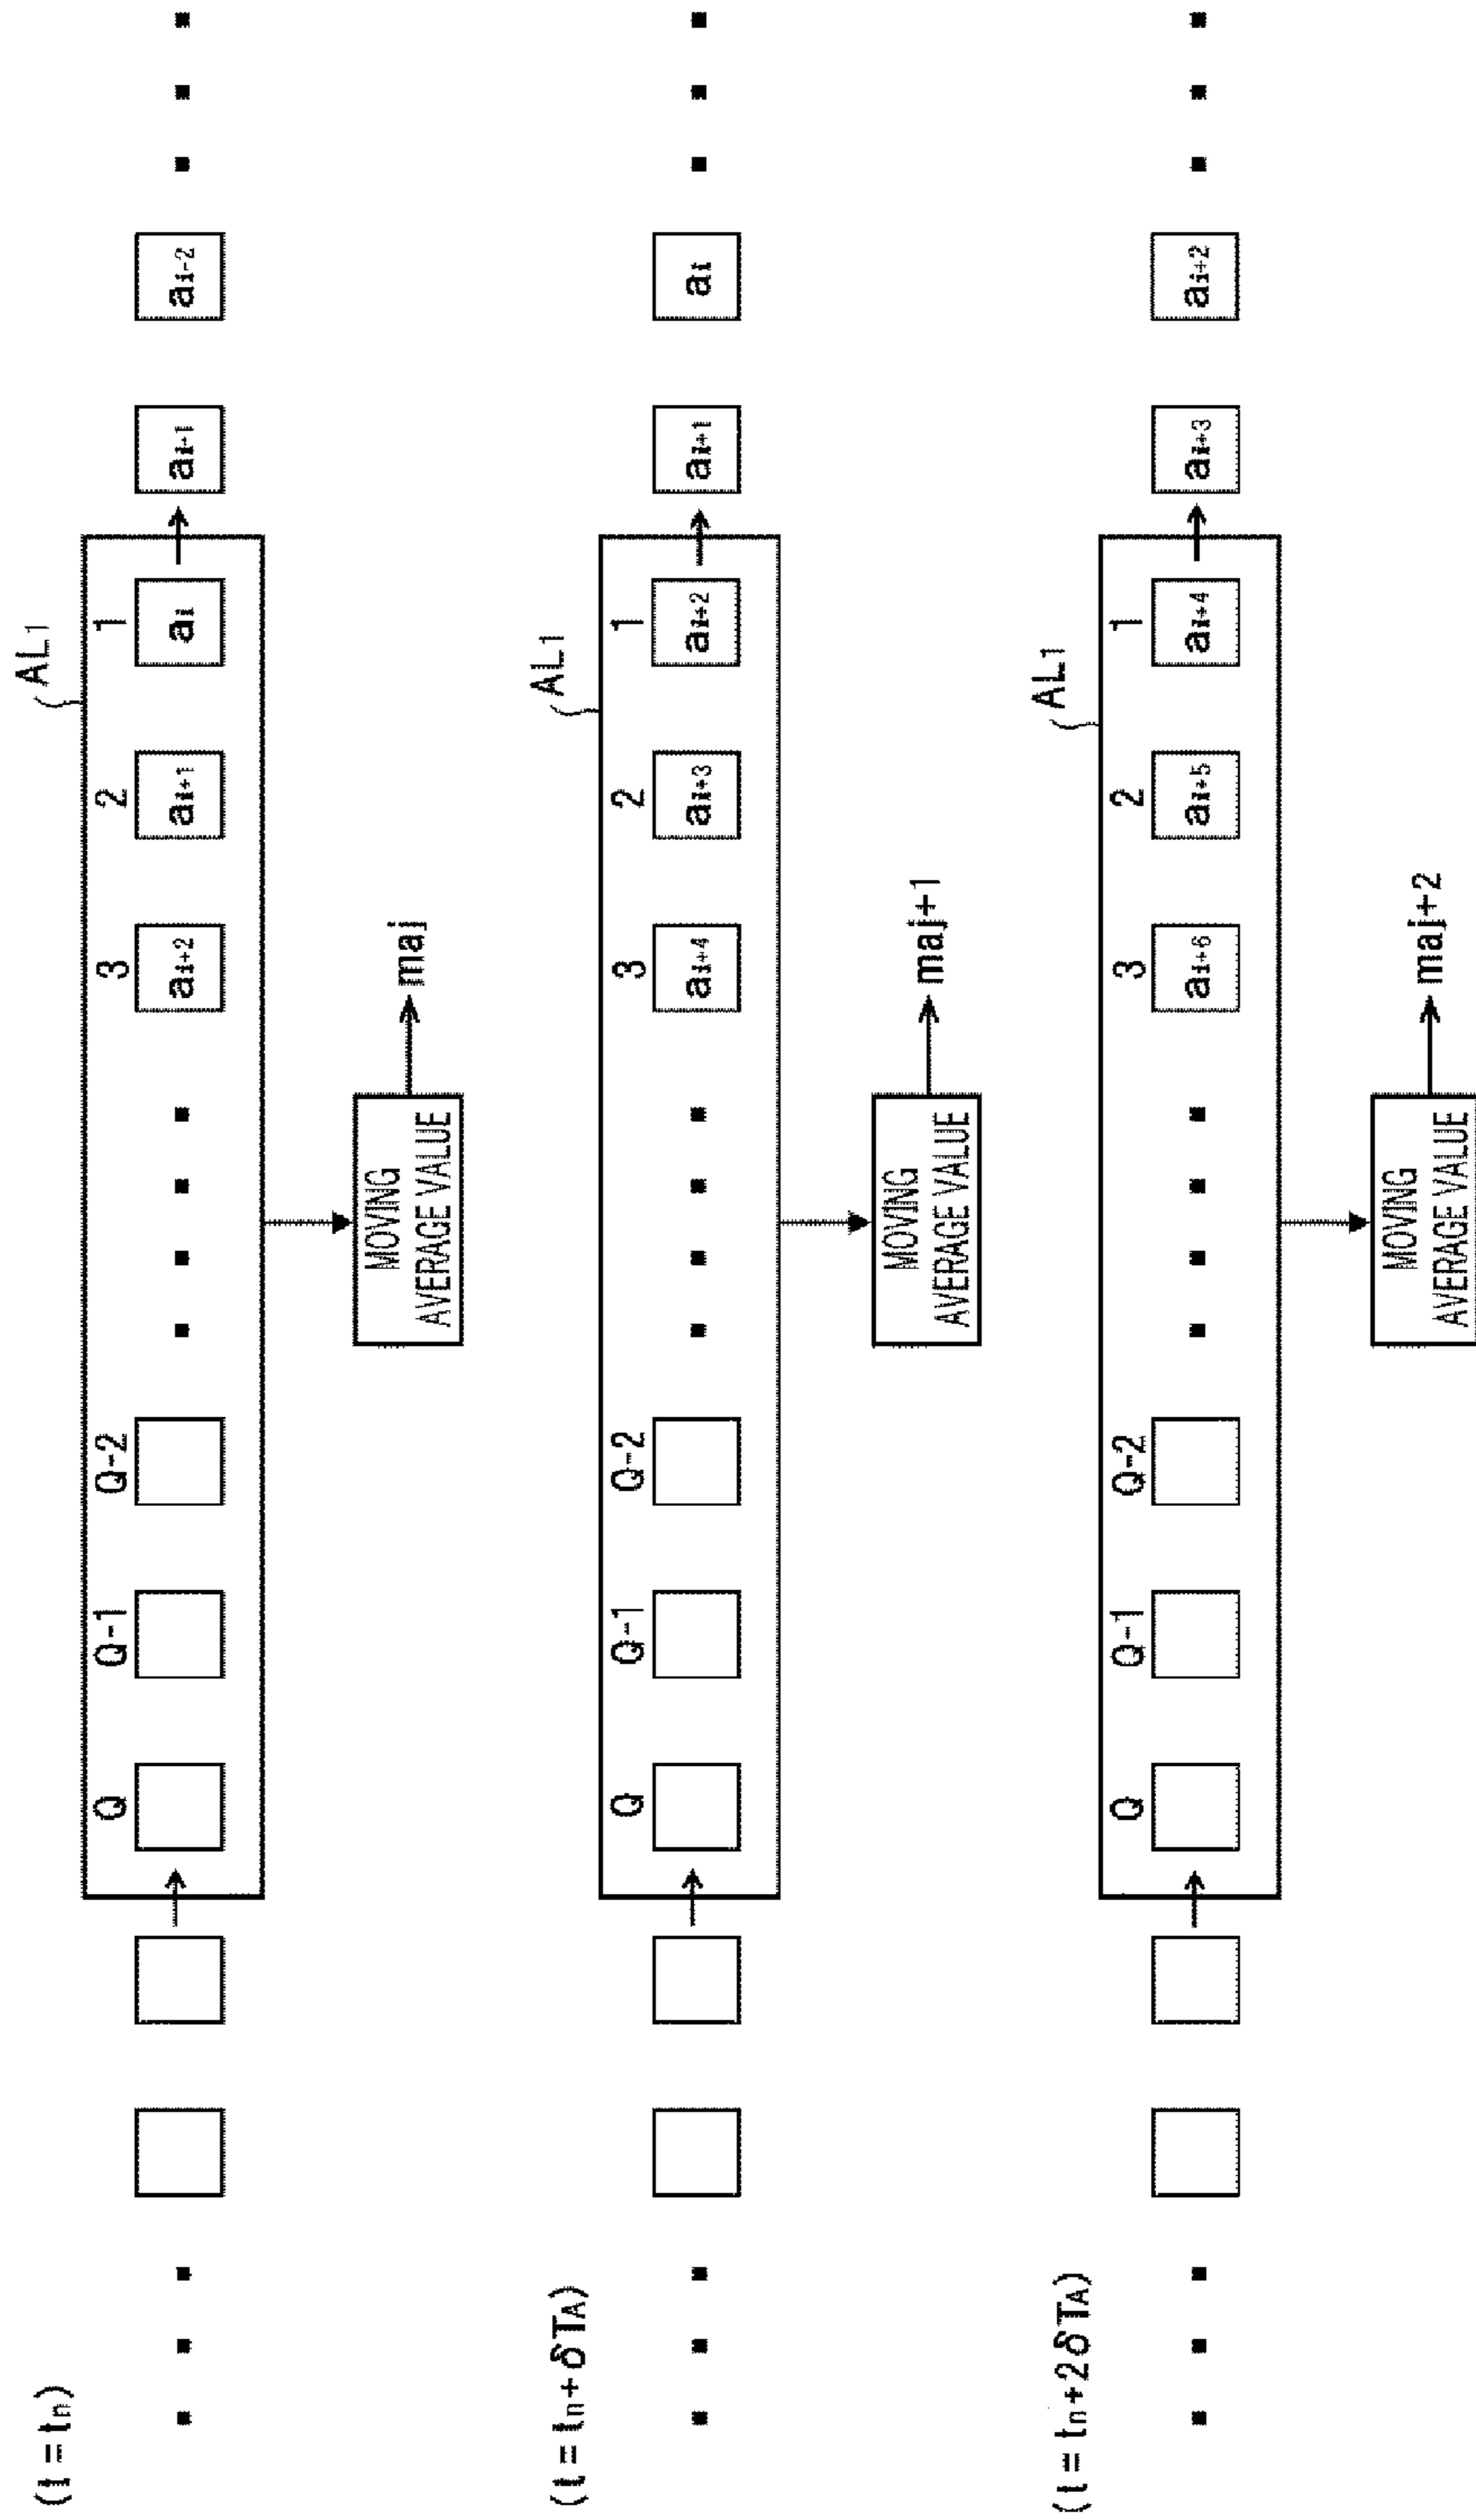 (t=tn)
AL1
Q Q-1 Q-2 3 2 1
ai+2 ai+1 ai ai-1 ai-2
MOVING
AVERAGE VALUE
maj
(t=tn+δTA)
AL1
Q Q-1 Q-2 3 2 1
ai+4 ai+3 ai+2 ai+1 ai
MOVING
AVERAGE VALUE
maj+1
(t=tn+2δTA)
AL1
Q Q-1 Q-2 3 2 1
ai+6 ai+5 ai+4 ai+3 ai+2
MOVING
AVERAGE VALUE
maj+2